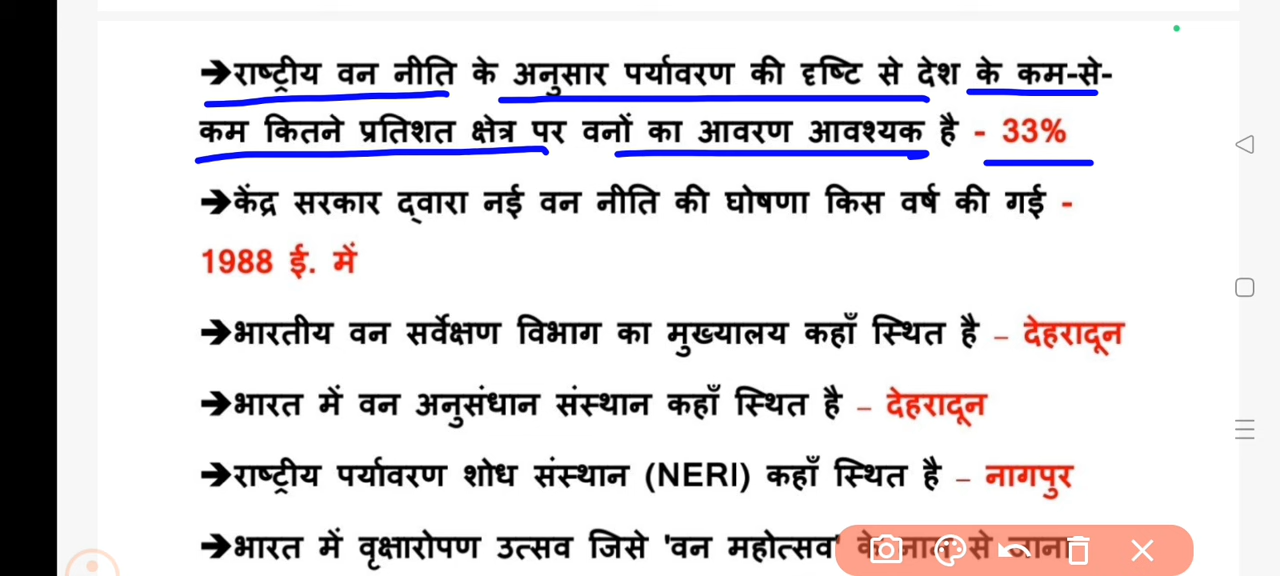 ➔राष्ट्रीय वन नीति के अनुसार पर्यावरण की दृष्टि से देश के कम-से-
कम कितने प्रतिशत क्षेत्र पर वनों का आवरण आवश्यक है - 33%
➔केंद्र सरकार द्वारा नई वन नीति की घोषणा किस वर्ष की गई -
1988 ई. में
➔भारतीय वन सर्वेक्षण विभाग का मुख्यालय कहाँ स्थित है – देहरादून
➔भारत में वन अनुसंधान संस्थान कहाँ स्थित है – देहरादून
➔राष्ट्रीय पर्यावरण शोध संस्थान (NERI) कहाँ स्थित है – नागपुर
➔भारत में वृक्षारोपण उत्सव जिसे 'वन महोत्सव' के नाम से जाना